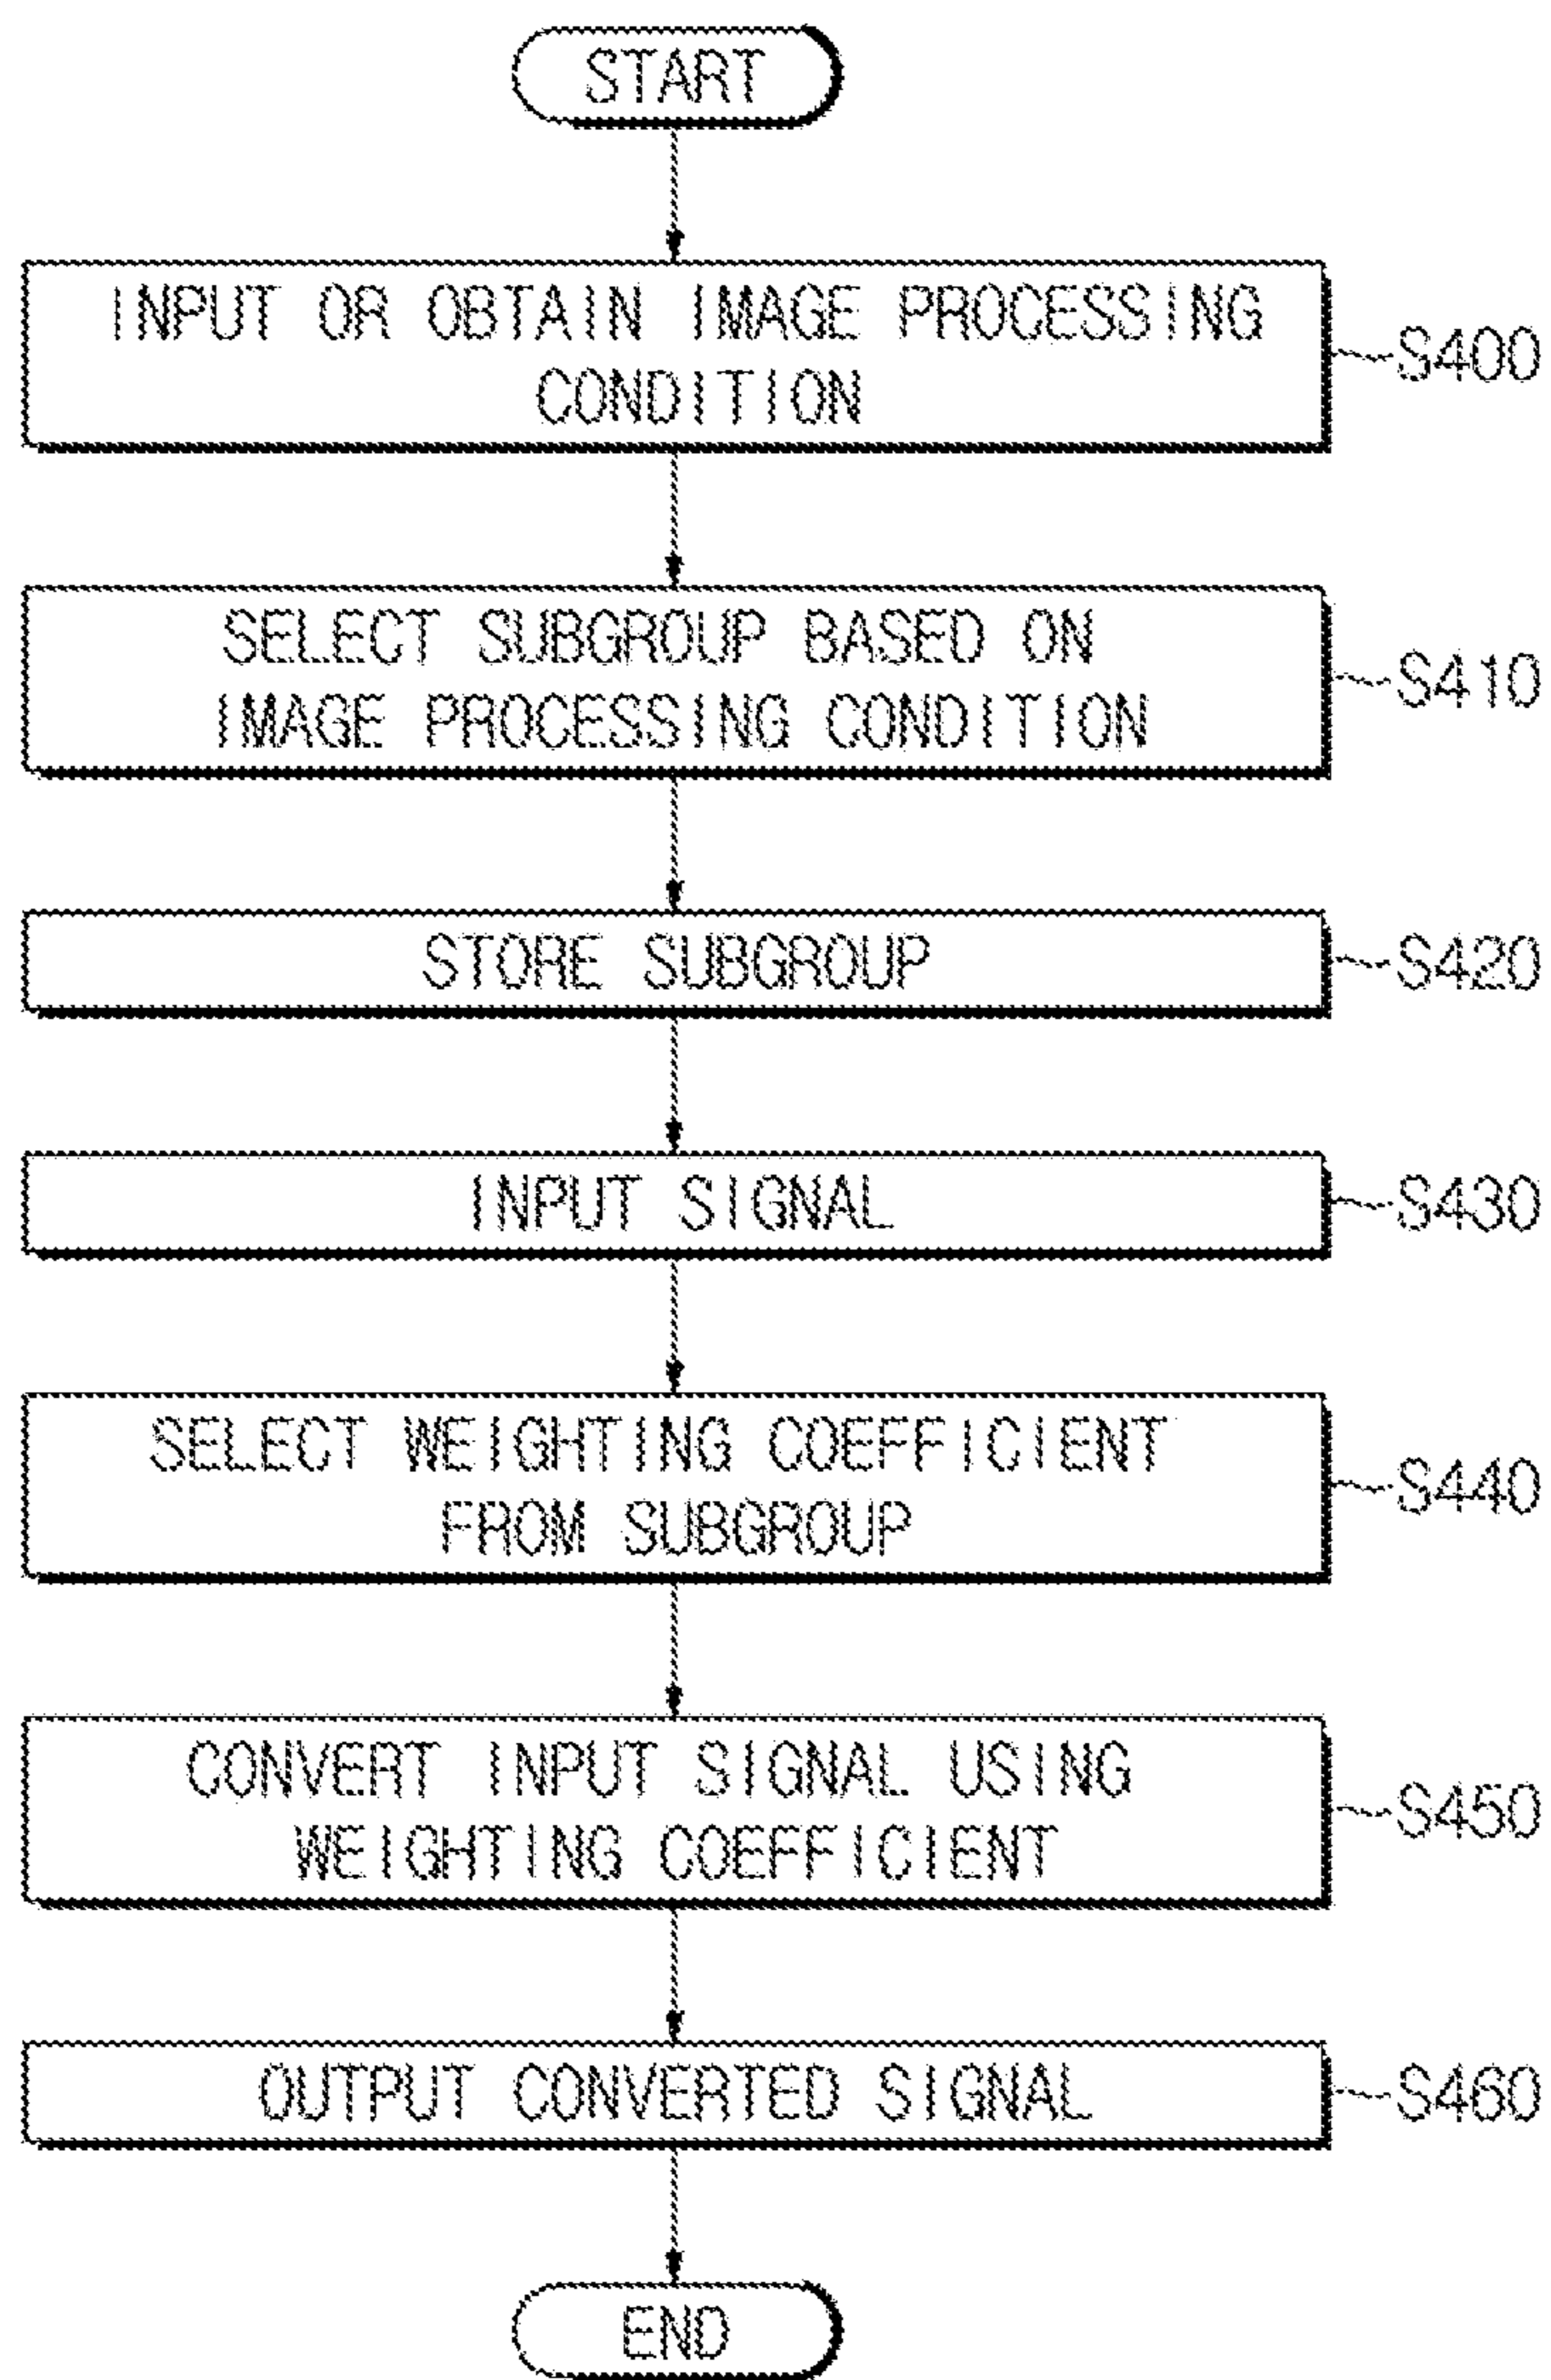 START
INPUT OR OBTAIN IMAGE PROCESSING
CONDITION
S400
SELECT SUBGROUP BASED ON
IMAGE PROCESSING CONDITION
S410
STORE SUBGROUP
S420
INPUT SIGNAL
S430
SELECT WEIGHTING COEFFICIENT
FROM SUBGROUP
S440
CONVERT INPUT SIGNAL USING
WEIGHTING COEFFICIENT
S450
OUTPUT CONVERTED SIGNAL
S460
END